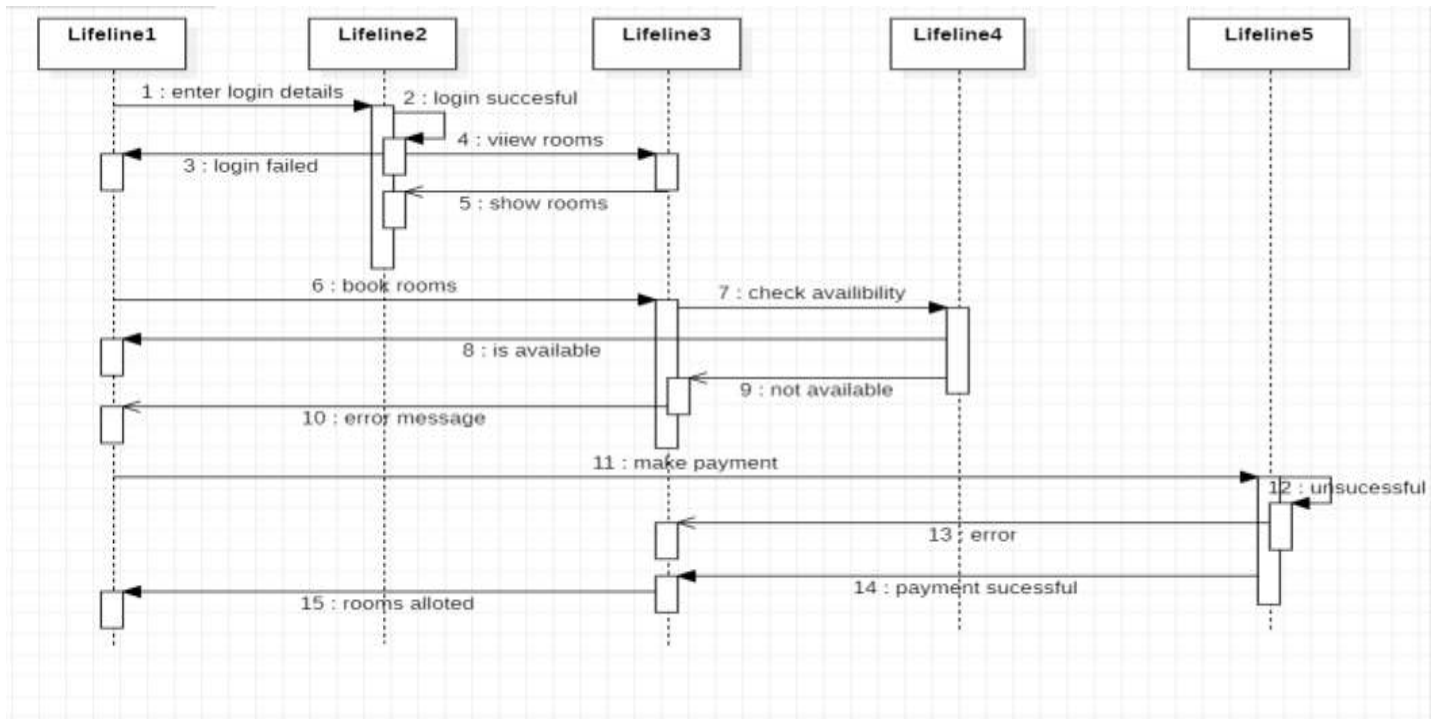 Lifeline1
Lifeline2
Lifeline3
Lifeline4
Lifeline5
1 : enter login details
2 : login succesful
3 : login failed
4 : viiew rooms
5 : show rooms
6 : book rooms
7 : check availibility
8 : is available
9 : not available
10 : error message
11 : make payment
12 : unsucessful
13 : error
14 : payment sucessful
15 : rooms alloted